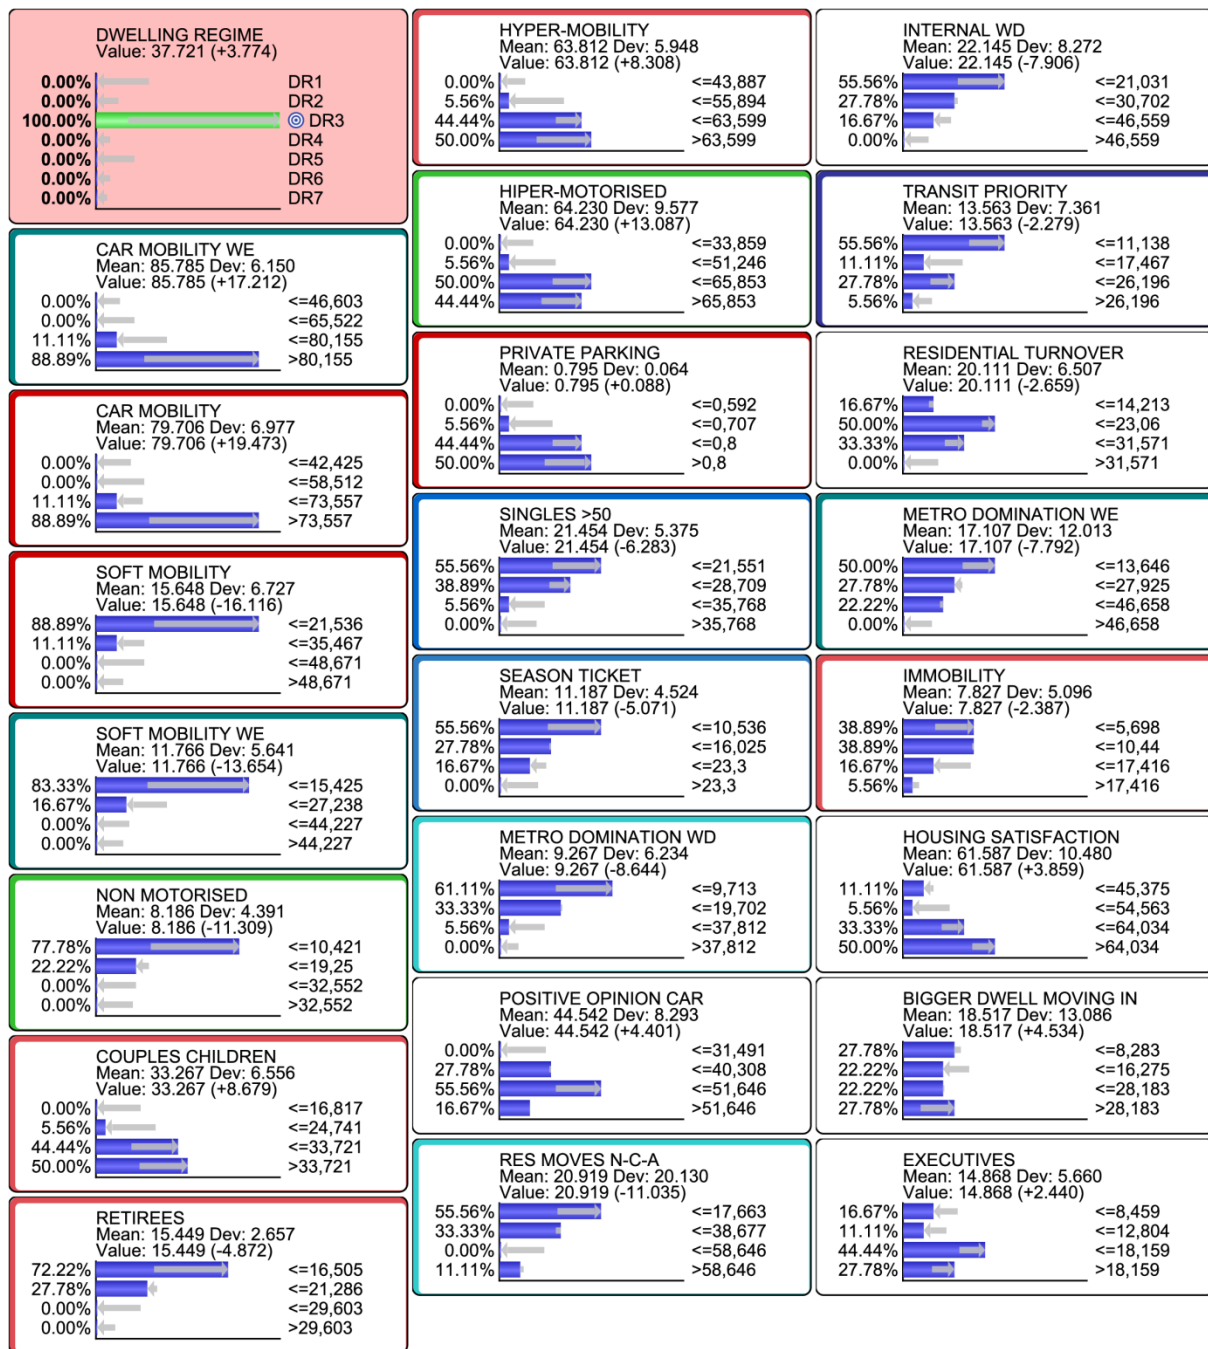 DWELLING REGIME
Value: 37.721 (+3.774)
0.00% DR1
0.00% DR2
100.00% DR3
0.00% DR4
0.00% DR5
0.00% DR6
0.00% DR7
CAR MOBILITY WE
Mean: 85.785 Dev: 6.150
Value: 85.785 (+17.212)
0.00% <=46,603
0.00% <=65,522
11.11% <=80,155
88.89% >80,155
CAR MOBILITY
Mean: 79.706 Dev: 6.977
Value: 79.706 (+19.473)
0.00% <=42,425
0.00% <=58,512
11.11% <=73,557
88.89% >73,557
SOFT MOBILITY
Mean: 15.648 Dev: 6.727
Value: 15.648 (-16.116)
88.89% <=21,536
11.11% <=35,467
0.00% <=48,671
0.00% >48,671
SOFT MOBILITY WE
Mean: 11.766 Dev: 5.641
Value: 11.766 (-13.654)
83.33% <=15,425
16.67% <=27,238
0.00% <=44,227
0.00% >44,227
NON MOTORISED
Mean: 8.186 Dev: 4.391
Value: 8.186 (-11.309)
77.78% <=10,421
22.22% <=19,25
0.00% <=32,552
0.00% >32,552
COUPLES CHILDREN
Mean: 33.267 Dev: 6.556
Value: 33.267 (+8.679)
0.00% <=16,817
5.56% <=24,741
44.44% <=33,721
50.00% >33,721
RETIREES
Mean: 15.449 Dev: 2.657
Value: 15.449 (-4.872)
72.22% <=16,505
27.78% <=21,286
0.00% <=29,603
0.00% >29,603
HYPER-MOBILITY
Mean: 63.812 Dev: 5.948
Value: 63.812 (+8.308)
0.00% <=43,887
5.56% <=55,894
44.44% <=63,599
50.00% >63,599
HIPER-MOTORISED
Mean: 64.230 Dev: 9.577
Value: 64.230 (+13.087)
0.00% <=33,859
5.56% <=51,246
50.00% <=65,853
44.44% >65,853
PRIVATE PARKING
Mean: 0.795 Dev: 0.064
Value: 0.795 (+0.088)
0.00% <=0,592
5.56% <=0,707
44.44% <=0,8
50.00% >0,8
SINGLES >50
Mean: 21.454 Dev: 5.375
Value: 21.454 (-6.283)
55.56% <=21,551
38.89% <=28,709
5.56% <=35,768
0.00% >35,768
SEASON TICKET
Mean: 11.187 Dev: 4.524
Value: 11.187 (-5.071)
55.56% <=10,536
27.78% <=16,025
16.67% <=23,3
0.00% >23,3
METRO DOMINATION WD
Mean: 9.267 Dev: 6.234
Value: 9.267 (-8.644)
61.11% <=9,713
33.33% <=19,702
5.56% <=37,812
0.00% >37,812
POSITIVE OPINION CAR
Mean: 44.542 Dev: 8.293
Value: 44.542 (+4.401)
0.00% <=31,491
27.78% <=40,308
55.56% <=51,646
16.67% >51,646
RES MOVES N-C-A
Mean: 20.919 Dev: 20.130
Value: 20.919 (-11.035)
55.56% <=17,663
33.33% <=38,677
0.00% <=58,646
11.11% >58,646
INTERNAL WD
Mean: 22.145 Dev: 8.272
Value: 22.145 (-7.906)
55.56% <=21,031
27.78% <=30,702
16.67% <=46,559
0.00% >46,559
TRANSIT PRIORITY
Mean: 13.563 Dev: 7.361
Value: 13.563 (-2.279)
55.56% <=11,138
11.11% <=17,467
27.78% <=26,196
5.56% >26,196
RESIDENTIAL TURNOVER
Mean: 20.111 Dev: 6.507
Value: 20.111 (-2.659)
16.67% <=14,213
50.00% <=23,06
33.33% <=31,571
0.00% >31,571
METRO DOMINATION WE
Mean: 17.107 Dev: 12.013
Value: 17.107 (-7.792)
50.00% <=13,646
27.78% <=27,925
22.22% <=46,658
0.00% >46,658
IMMOBILITY
Mean: 7.827 Dev: 5.096
Value: 7.827 (-2.387)
38.89% <=5,698
38.89% <=10,44
16.67% <=17,416
5.56% >17,416
HOUSING SATISFACTION
Mean: 61.587 Dev: 10.480
Value: 61.587 (+3.859)
11.11% <=45,375
5.56% <=54,563
33.33% <=64,034
50.00% >64,034
BIGGER DWELL MOVING IN
Mean: 18.517 Dev: 13.086
Value: 18.517 (+4.534)
27.78% <=8,283
22.22% <=16,275
22.22% <=28,183
27.78% >28,183
EXECUTIVES
Mean: 14.868 Dev: 5.660
Value: 14.868 (+2.440)
16.67% <=8,459
11.11% <=12,804
44.44% <=18,159
27.78% >18,159